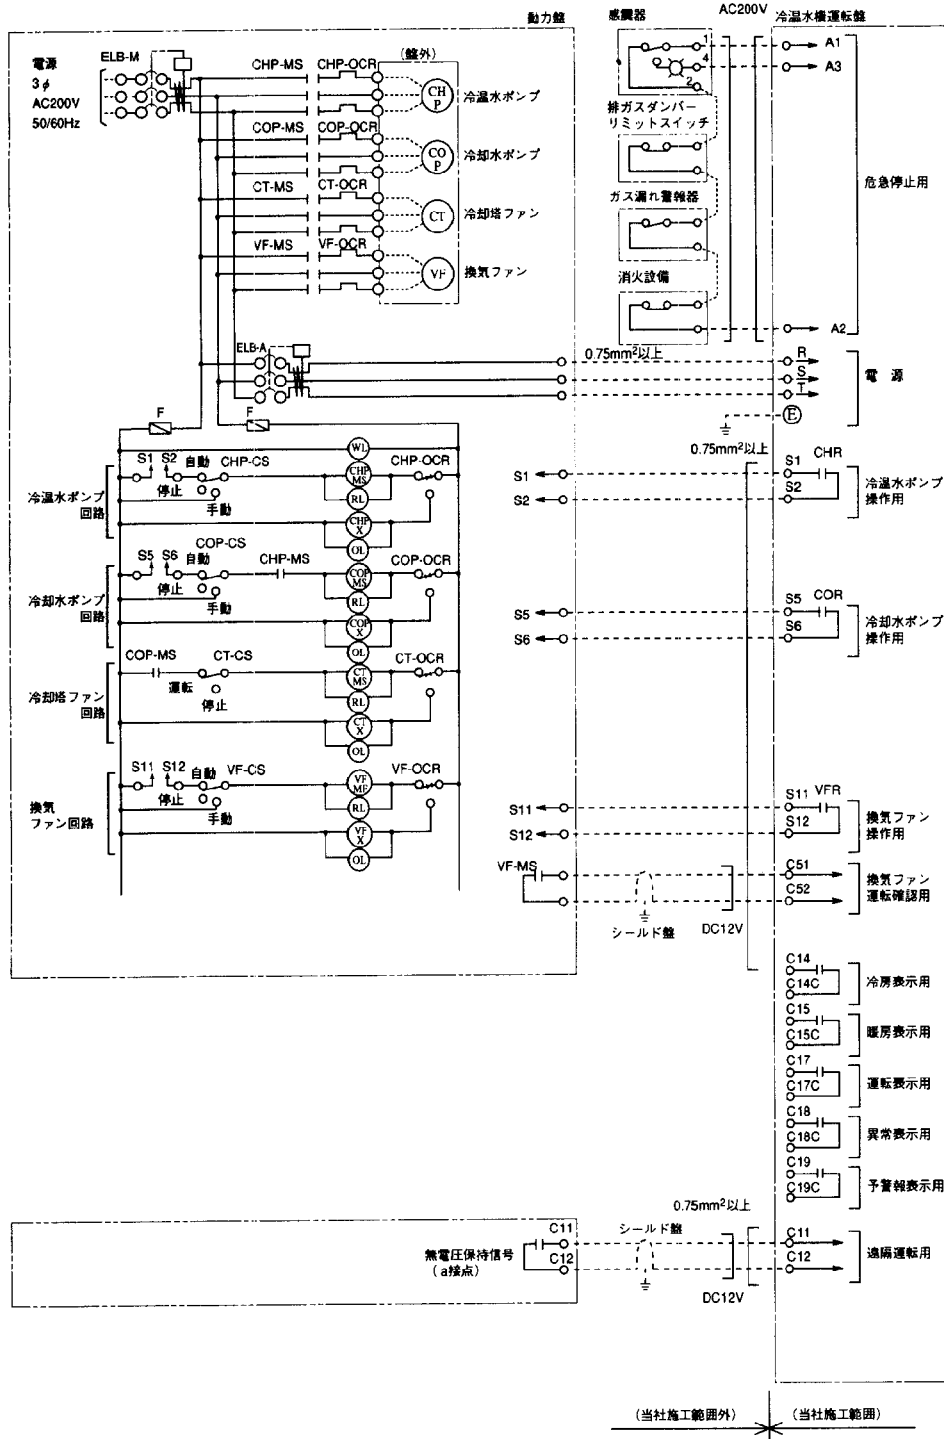 動力盤
感震器
AC200V
冷温水機運転盤
電源
3φ
AC200V
50/60Hz
ELB-M
(盤外)
CHP-MS
CHP-OCR
CHP
冷温水ポンプ
COP-MS
COP-OCR
COP
冷却水ポンプ
CT-MS
CT-OCR
CT
冷却塔ファン
VF-MS
VF-OCR
VF
換気ファン
1
4
2
A1
A3
排ガスダンパー
リミットスイッチ
ガス漏れ警報器
消火設備
危急停止用
A2
ELB-A
0.75mm²以上
R
S
T
電 源
E
F
F
WL
0.75mm²以上
冷温水ポンプ
回路
S1
S2
自動
CHP-CS
停止
手動
CHP
MS
RL
CHP
X
OL
CHP-OCR
S1
S2
S1
CHR
S2
冷温水ポンプ
操作用
冷却水ポンプ
回路
S5
S6
自動
COP-CS
停止
手動
CHP-MS
COP
MS
RL
COP
X
OL
COP-OCR
S5
S6
S5
COR
S6
冷却水ポンプ
操作用
冷却塔ファン
回路
COP-MS
CT-CS
運転
停止
CT
MS
RL
CT
X
OL
CT-OCR
換気
ファン回路
S11
S12
自動
VF-CS
停止
手動
VF
MF
RL
VF
X
OL
VF-OCR
S11
S12
S11
VFR
S12
換気ファン
操作用
VF-MS
シールド盤
DC12V
C51
C52
換気ファン
運転確認用
C14
C14C
冷房表示用
C15
C15C
暖房表示用
C17
C17C
運転表示用
C18
C18C
異常表示用
C19
C19C
予警報表示用
0.75mm²以上
無電圧保持信号
(a接点)
C11
C12
シールド盤
DC12V
C11
C12
遠隔運転用
(当社施工範囲外)
(当社施工範囲)